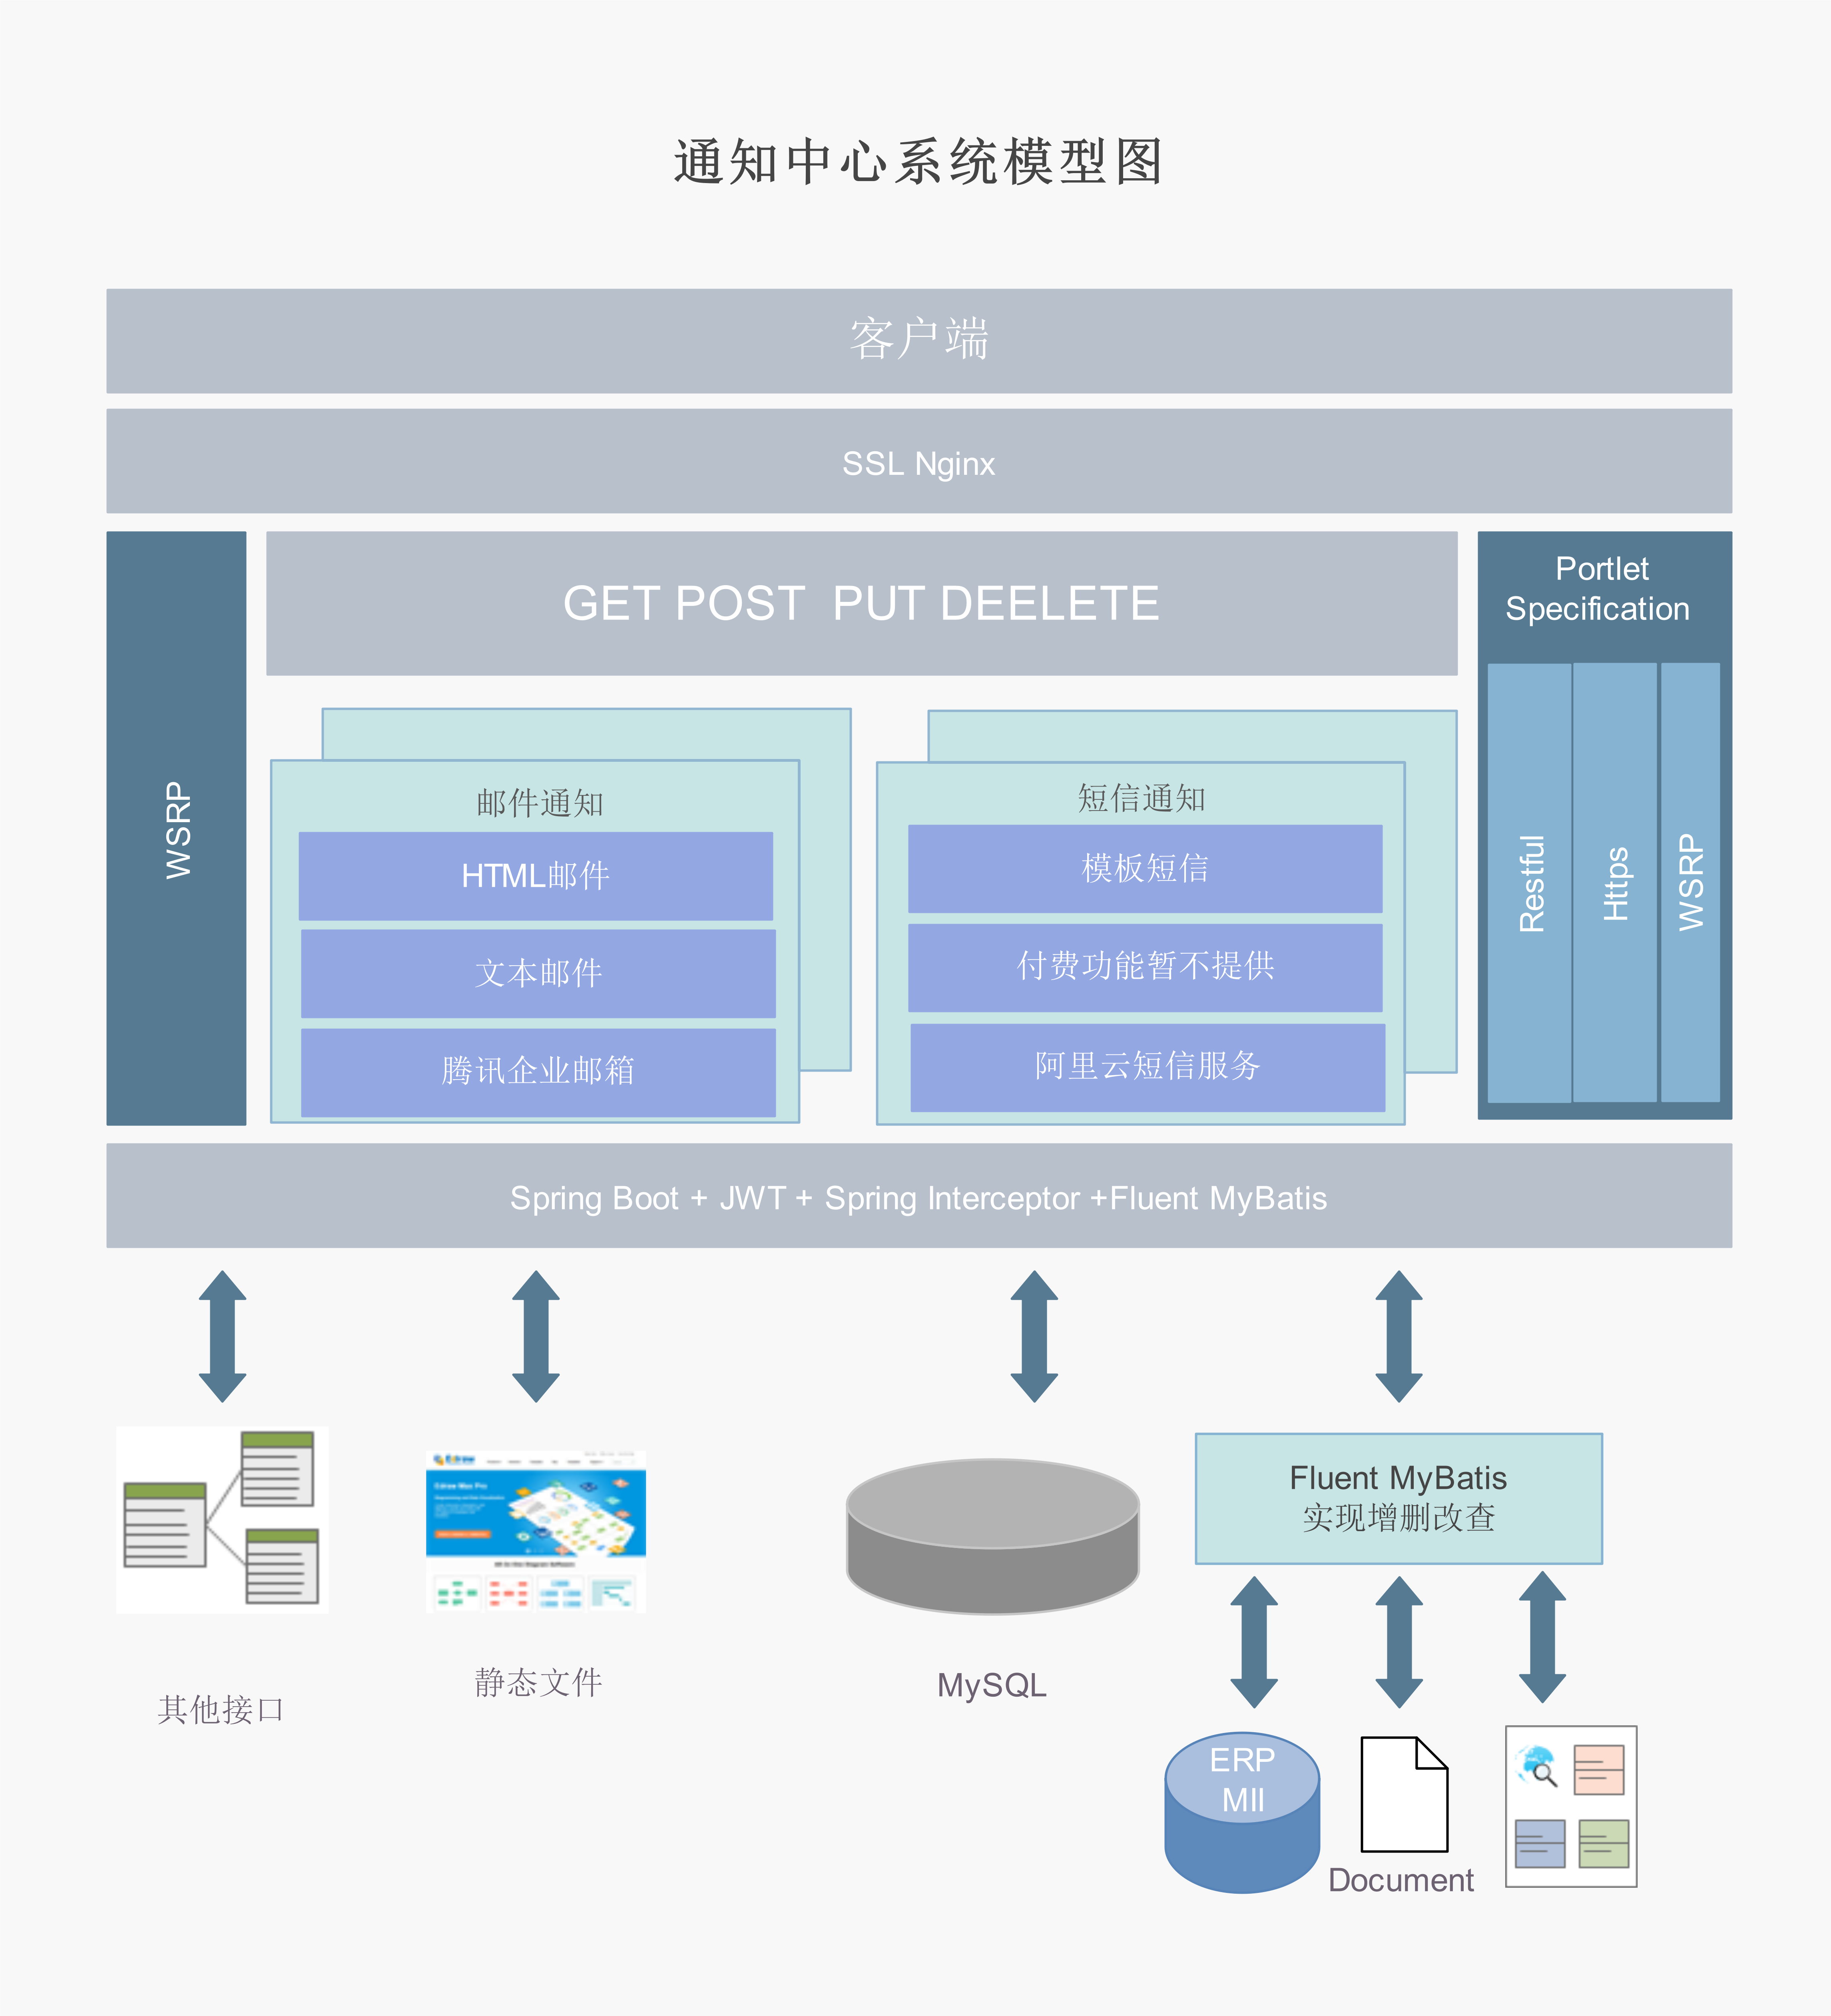 通知中心系统模型图
客户端
SSL Nginx
WSRP
GET POST  PUT DEELETE
Portlet
Specification
Restful
Https
WSRP
邮件通知
HTML邮件
文本邮件
腾讯企业邮箱
短信通知
模板短信
付费功能暂不提供
阿里云短信服务
Spring Boot + JWT + Spring Interceptor +Fluent MyBatis
其他接口
Edraw
Edraw Max Pro
静态文件
MySQL
Fluent MyBatis
实现增删改查
ERP
MII
Document